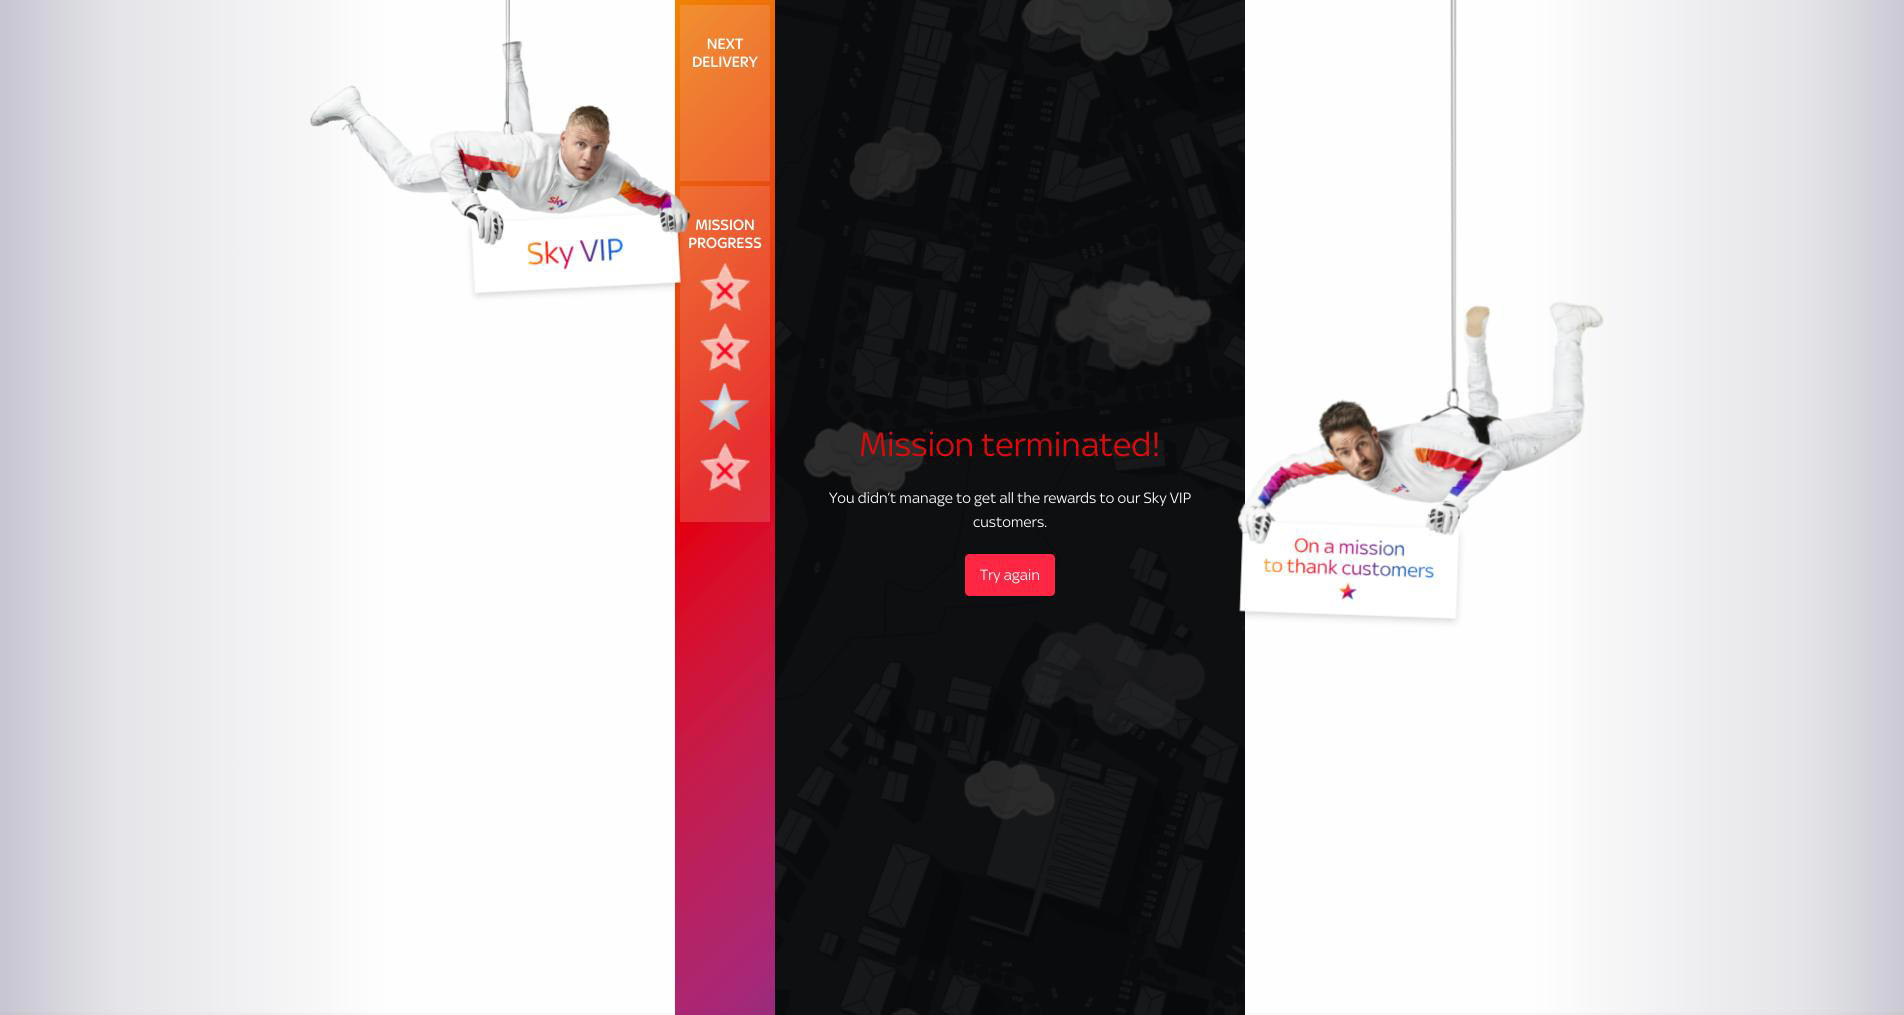 NEXT
DELIVERY
sky
Sky VIP
MISSION
PROGRESS
Mission terminated!
You didn’t manage to get all the rewards to our Sky VIP
customers.
Try again
On a mission
to thank customers